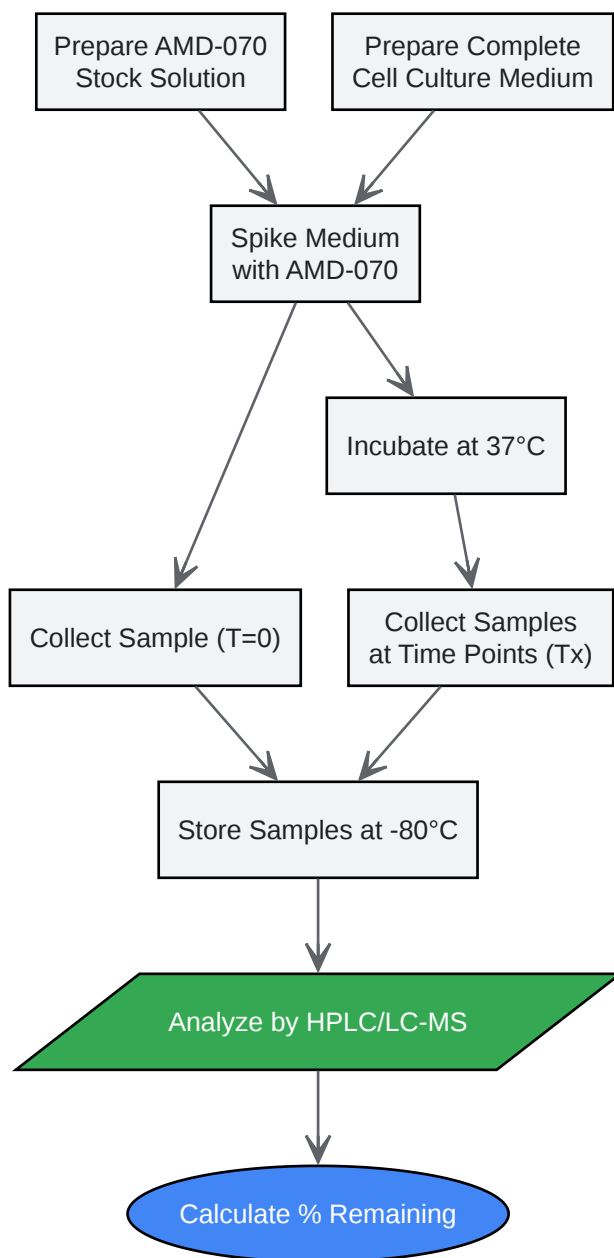 Prepare AMD-070
Stock Solution
Prepare Complete
Cell Culture Medium
Spike Medium
with AMD-070
Incubate at 37°C
Collect Sample (T=0)
Collect Samples
at Time Points (Tx)
Store Samples at -80°C
Analyze by HPLC/LC-MS
Calculate % Remaining